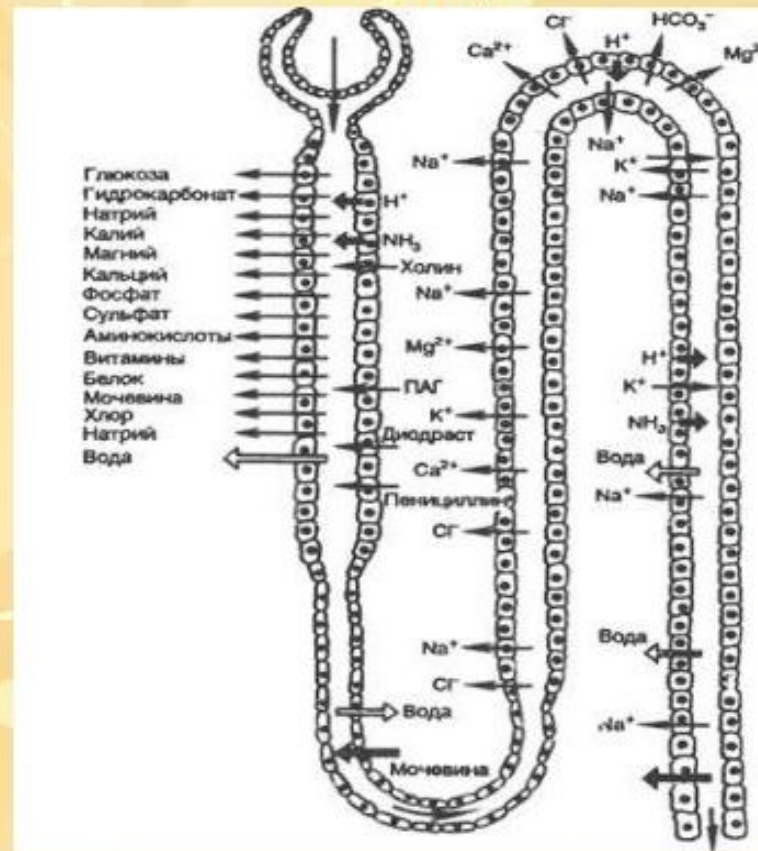 Глюкоза
Гидрокарбонат
Натрий
Калий
Магний
Кальций
Фосфат
Сульфат
Аминокислоты
Витамины
Белок
Мочевина
Хлор
Натрий
Вода
H⁺
NH₃
Холин
ПАГ
Диодраст
Пенициллин
Вода
Мочевина
Na⁺
Na⁺
Mg²⁺
K⁺
Ca²⁺
Cl⁻
Na⁺
Cl⁻
Ca²⁺
Cl⁻
H⁺
HCO₃⁻
Na⁺
K⁺
Na⁺
H⁺
K⁺
NH₃
Вода
Na⁺
Вода
Na⁺